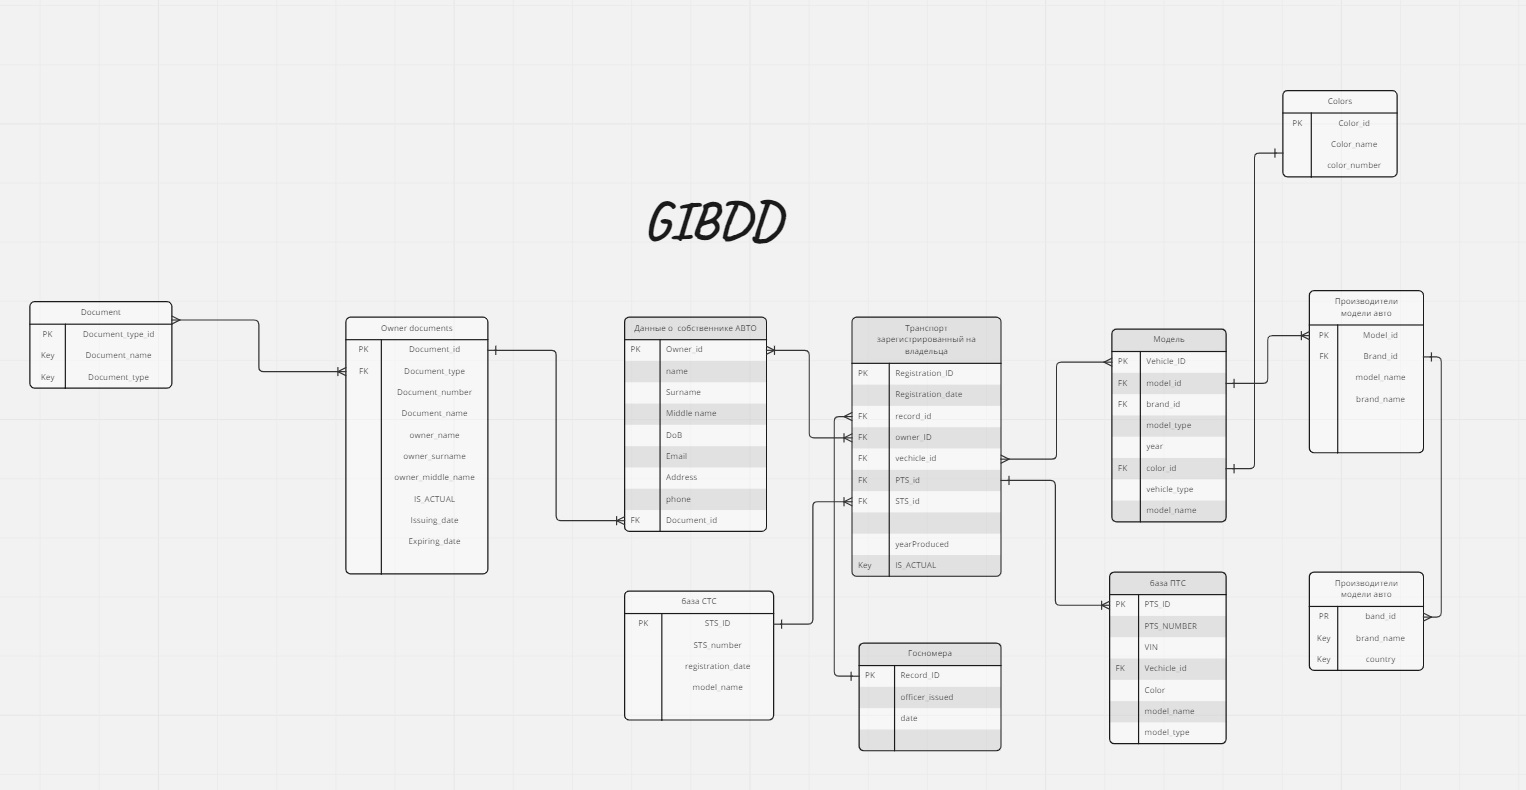 Colors
PK Color_id
Color_name
color_number
GIBDD
Document
PK Document_type_id
Key Document_name
Key Document_type
Owner documents
PK Document_id
FK Document_type
Document_number
Document_name
owner_name
owner_surname
owner_middle_name
IS_ACTUAL
Issuing_date
Expiring_date
Данные о собственнике АВТО
PK Owner_id
name
Surname
Middle name
DoB
Email
Address
phone
FK Document_id
Транспорт
зарегистрированный на
владельца
PK Registration_ID
Registration_date
FK record_id
FK owner_ID
FK vechicle_id
FK PTS_id
FK STS_id
yearProduced
Key IS_ACTUAL
Модель
PK Vehicle_ID
FK model_id
FK brand_id
model_type
year
FK color_id
vehicle_type
model_name
Производители
модели авто
PK Model_id
FK Brand_id
model_name
brand_name
база СТС
PK STS_ID
STS_number
registration_date
model_name
Госномера
PK Record_ID
officer_issued
date
база ПТС
PK PTS_ID
PTS_NUMBER
VIN
FK Vechicle_id
Color
model_name
model_type
Производители
модели авто
PR band_id
Key brand_name
Key country